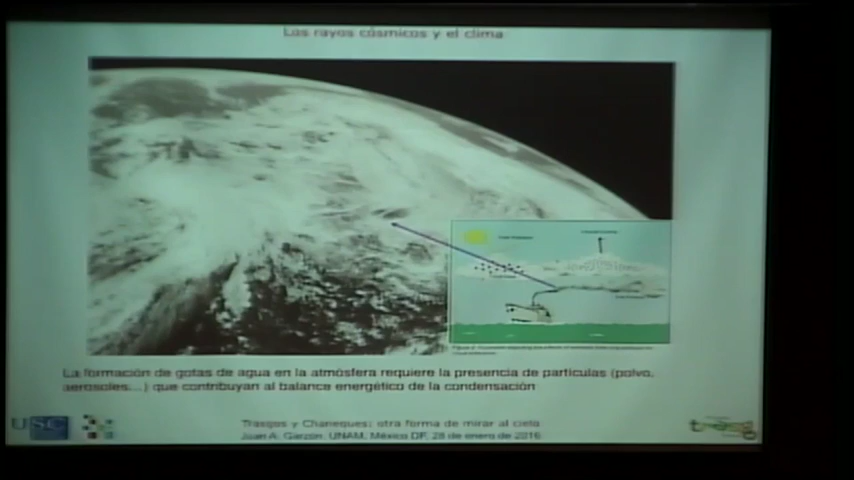 Los rayos cósmicos y el clima
La formación de gotas de agua en la atmósfera requiere la presencia de partículas (polvo,
aerosoles...) que contribuyan al balance energético de la condensación
USC
Trasgos y Chaneques: otra forma de mirar al cielo
Juan A. Garzón, UNAM, México DF, 28 de enero de 2016